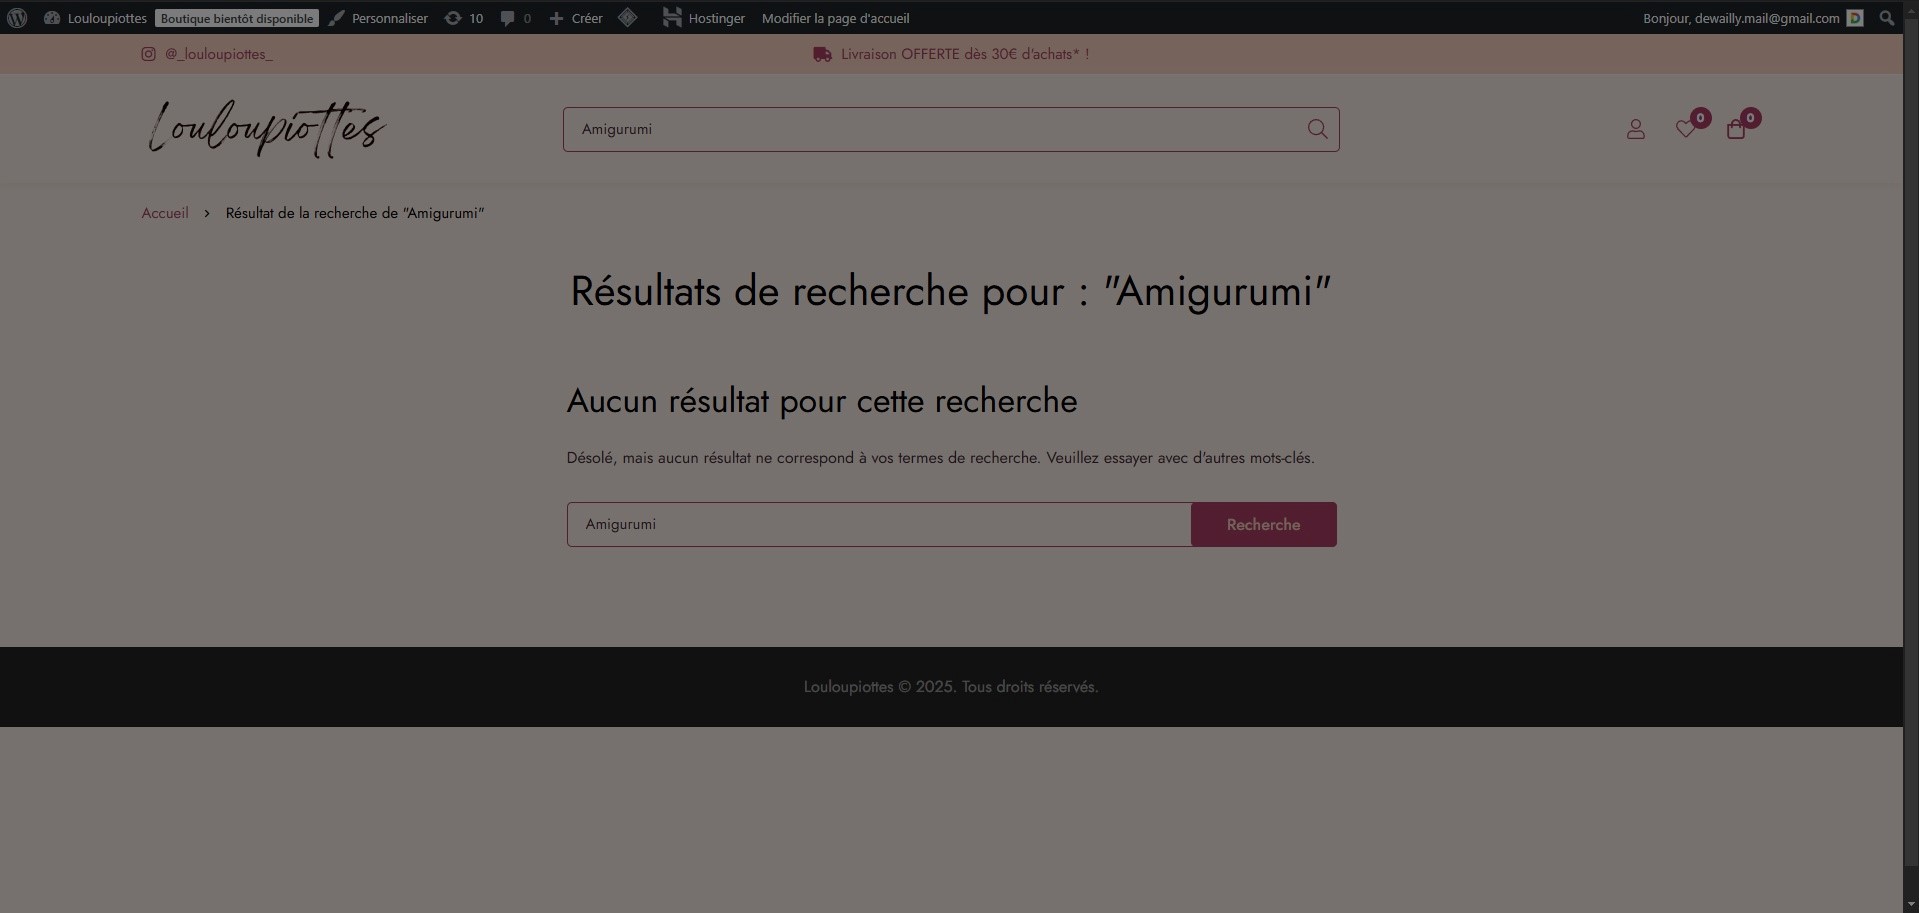 Louloupiottes Boutique bientôt disponible Personnaliser 10 0 Créer Hostinger Modifier la page d'accueil Bonjour, dewailly.mail@gmail.com D
@_louloupiottes_ Livraison OFFERTE dès 30€ d'achats* !
Louloupiottes Amigurumi 0 0
Accueil > Résultat de la recherche de "Amigurumi"
Résultats de recherche pour : "Amigurumi"
Aucun résultat pour cette recherche
Désolé, mais aucun résultat ne correspond à vos termes de recherche. Veuillez essayer avec d'autres mots-clés.
Amigurumi Recherche
Louloupiottes © 2025. Tous droits réservés.